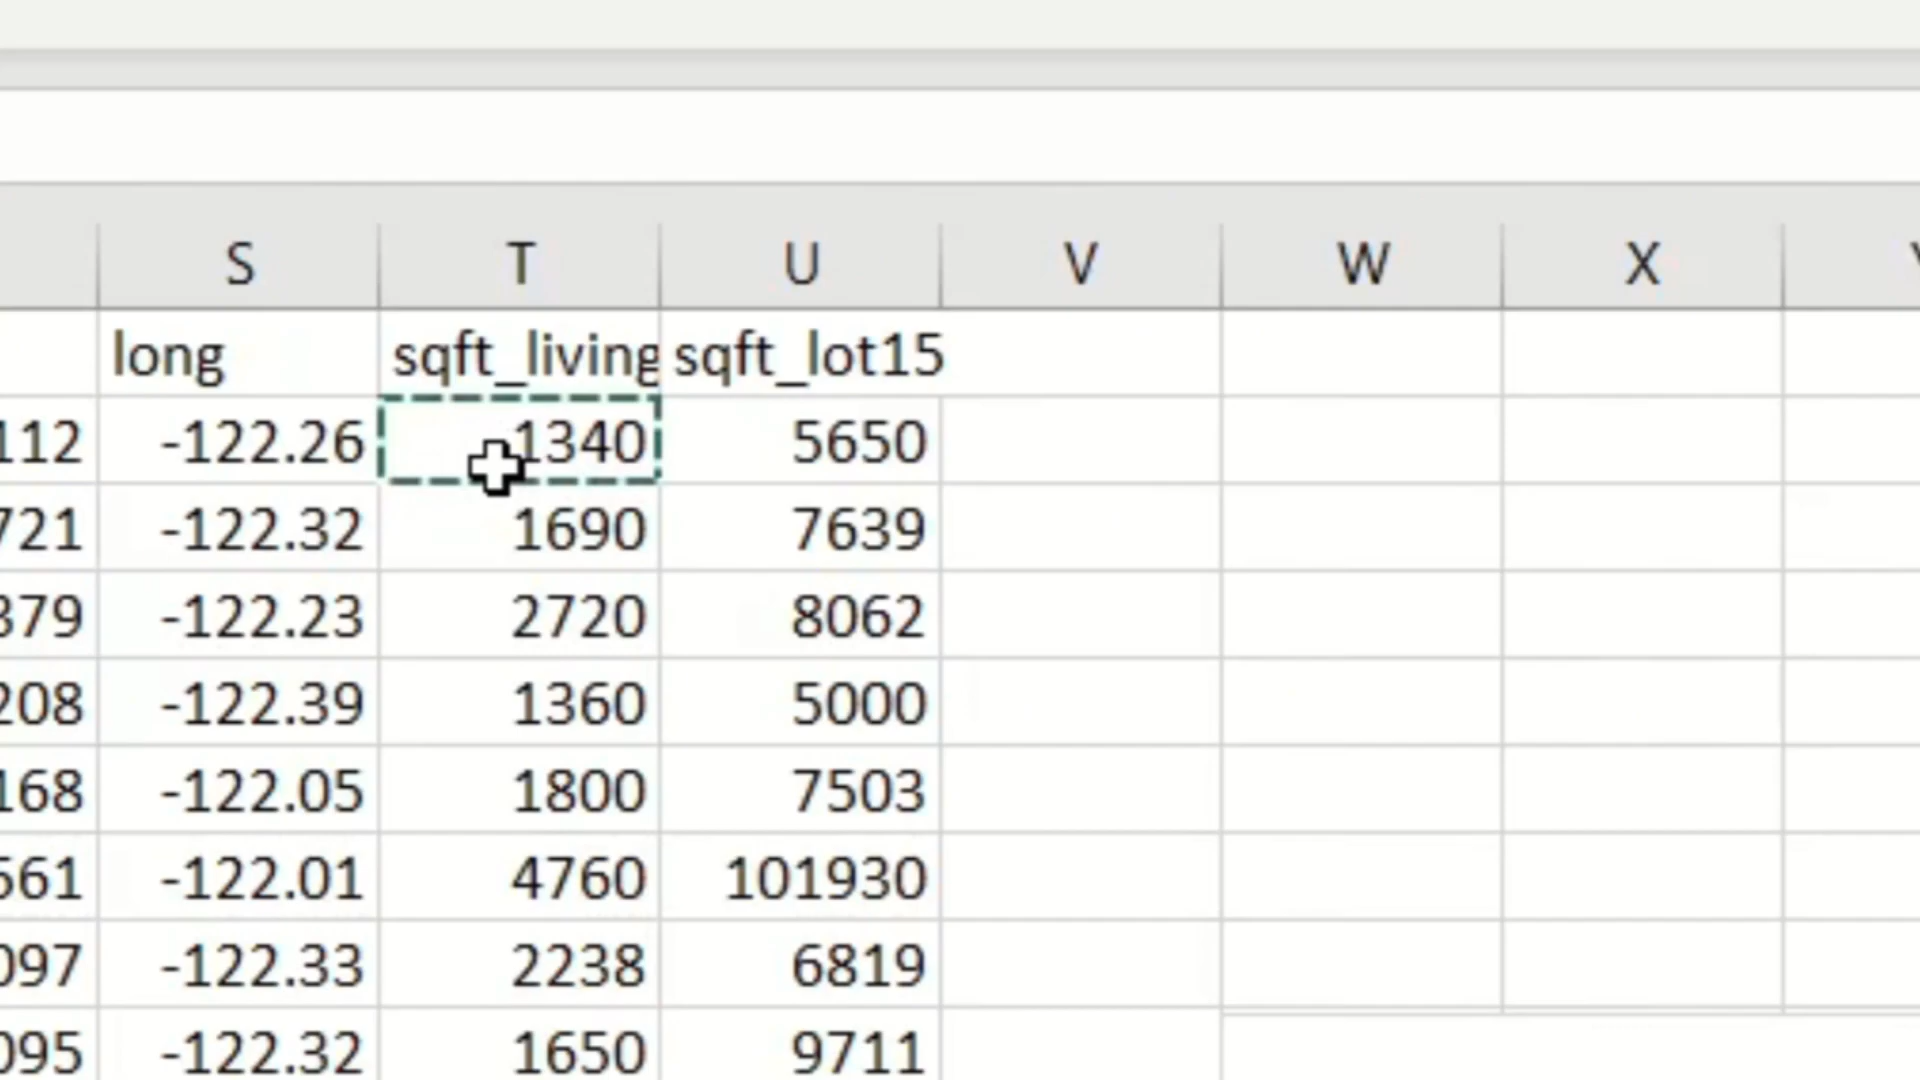 S T U V W X
long sqft_living sqft_lot15
112 -122.26 1340 5650
721 -122.32 1690 7639
379 -122.23 2720 8062
208 -122.39 1360 5000
168 -122.05 1800 7503
561 -122.01 4760 101930
097 -122.33 2238 6819
095 -122.32 1650 9711